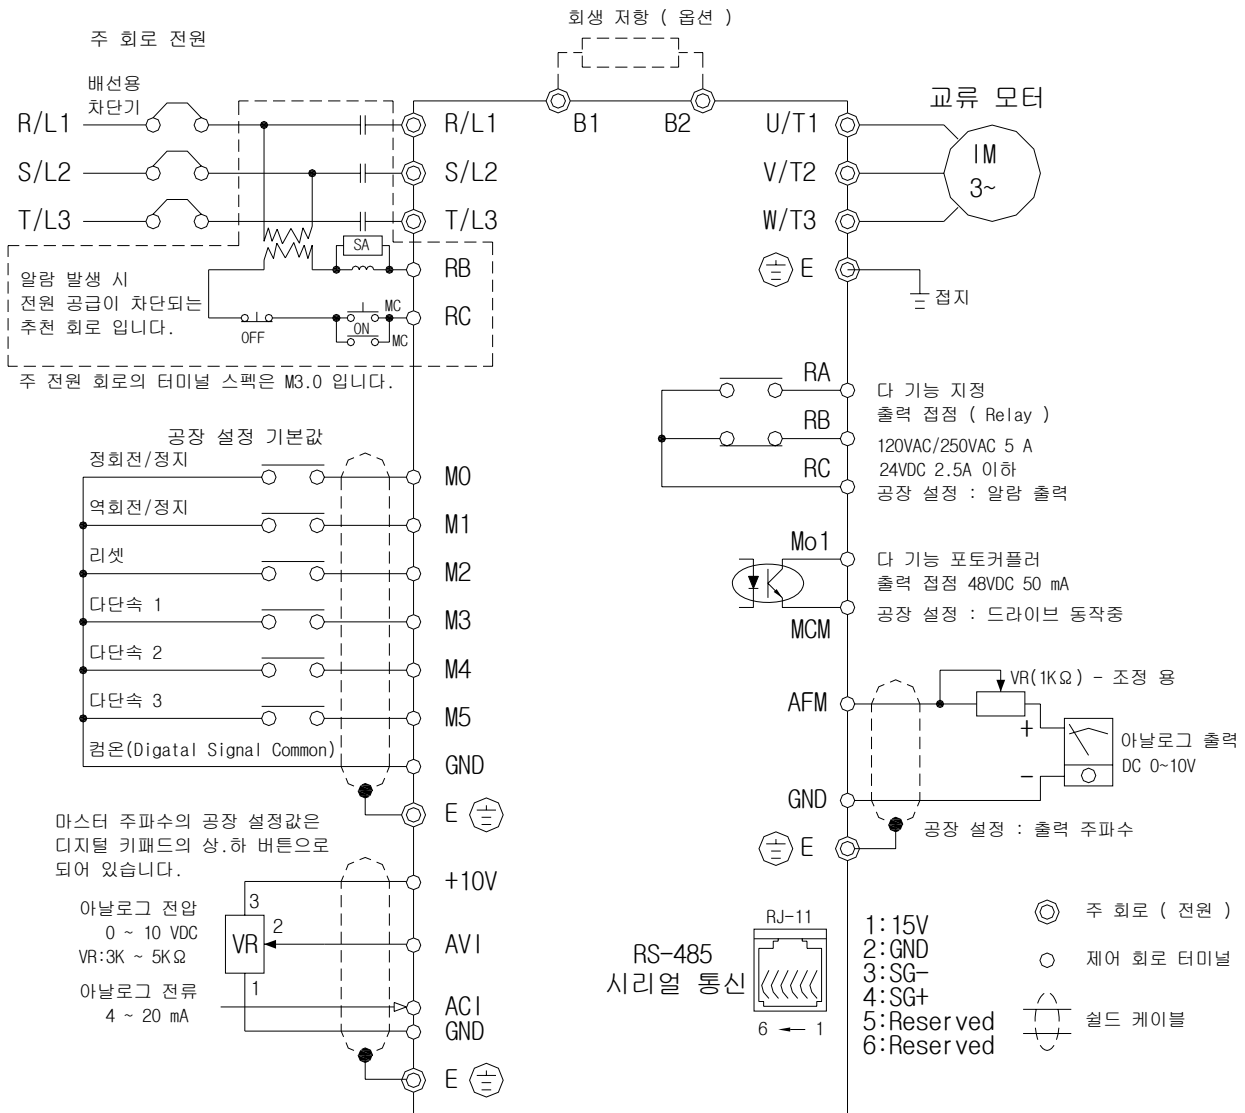 회생 저항 ( 옵션 )
주 회로 전원
배선용
차단기
R/L1
S/L2
T/L3
R/L1
S/L2
T/L3
B1
B2
U/T1
V/T2
W/T3
E
교류 모터
IM
3~
접지
SA
RB
RC
MC
ON
MC
OFF
알람 발생 시
전원 공급이 차단되는
추천 회로 입니다.
주 전원 회로의 터미널 스펙은 M3.0 입니다.
RA
RB
RC
다 기능 지정
출력 접점 ( Relay )
120VAC/250VAC 5 A
24VDC 2.5A 이하
공장 설정 : 알람 출력
공장 설정 기본값
정회전/정지
역회전/정지
리셋
다단속 1
다단속 2
다단속 3
컴온(Digatal Signal Common)
M0
M1
M2
M3
M4
M5
GND
E
Mo1
MCM
다 기능 포토커플러
출력 접점 48VDC 50 mA
공장 설정 : 드라이브 동작중
AFM
VR(1KΩ) - 조정 용
+
-
아날로그 출력
DC 0~10V
GND
E
공장 설정 : 출력 주파수
마스터 주파수의 공장 설정값은
디지털 키패드의 상.하 버튼으로
되어 있습니다.
아날로그 전압
0 ~ 10 VDC
VR:3K ~ 5KΩ
아날로그 전류
4 ~ 20 mA
3
VR
2
1
+10V
AVI
ACI
GND
E
RS-485
시리얼 통신
RJ-11
6 ← 1
1:15V
2:GND
3:SG-
4:SG+
5:Reserved
6:Reserved
주 회로 ( 전원 )
제어 회로 터미널
쉴드 케이블